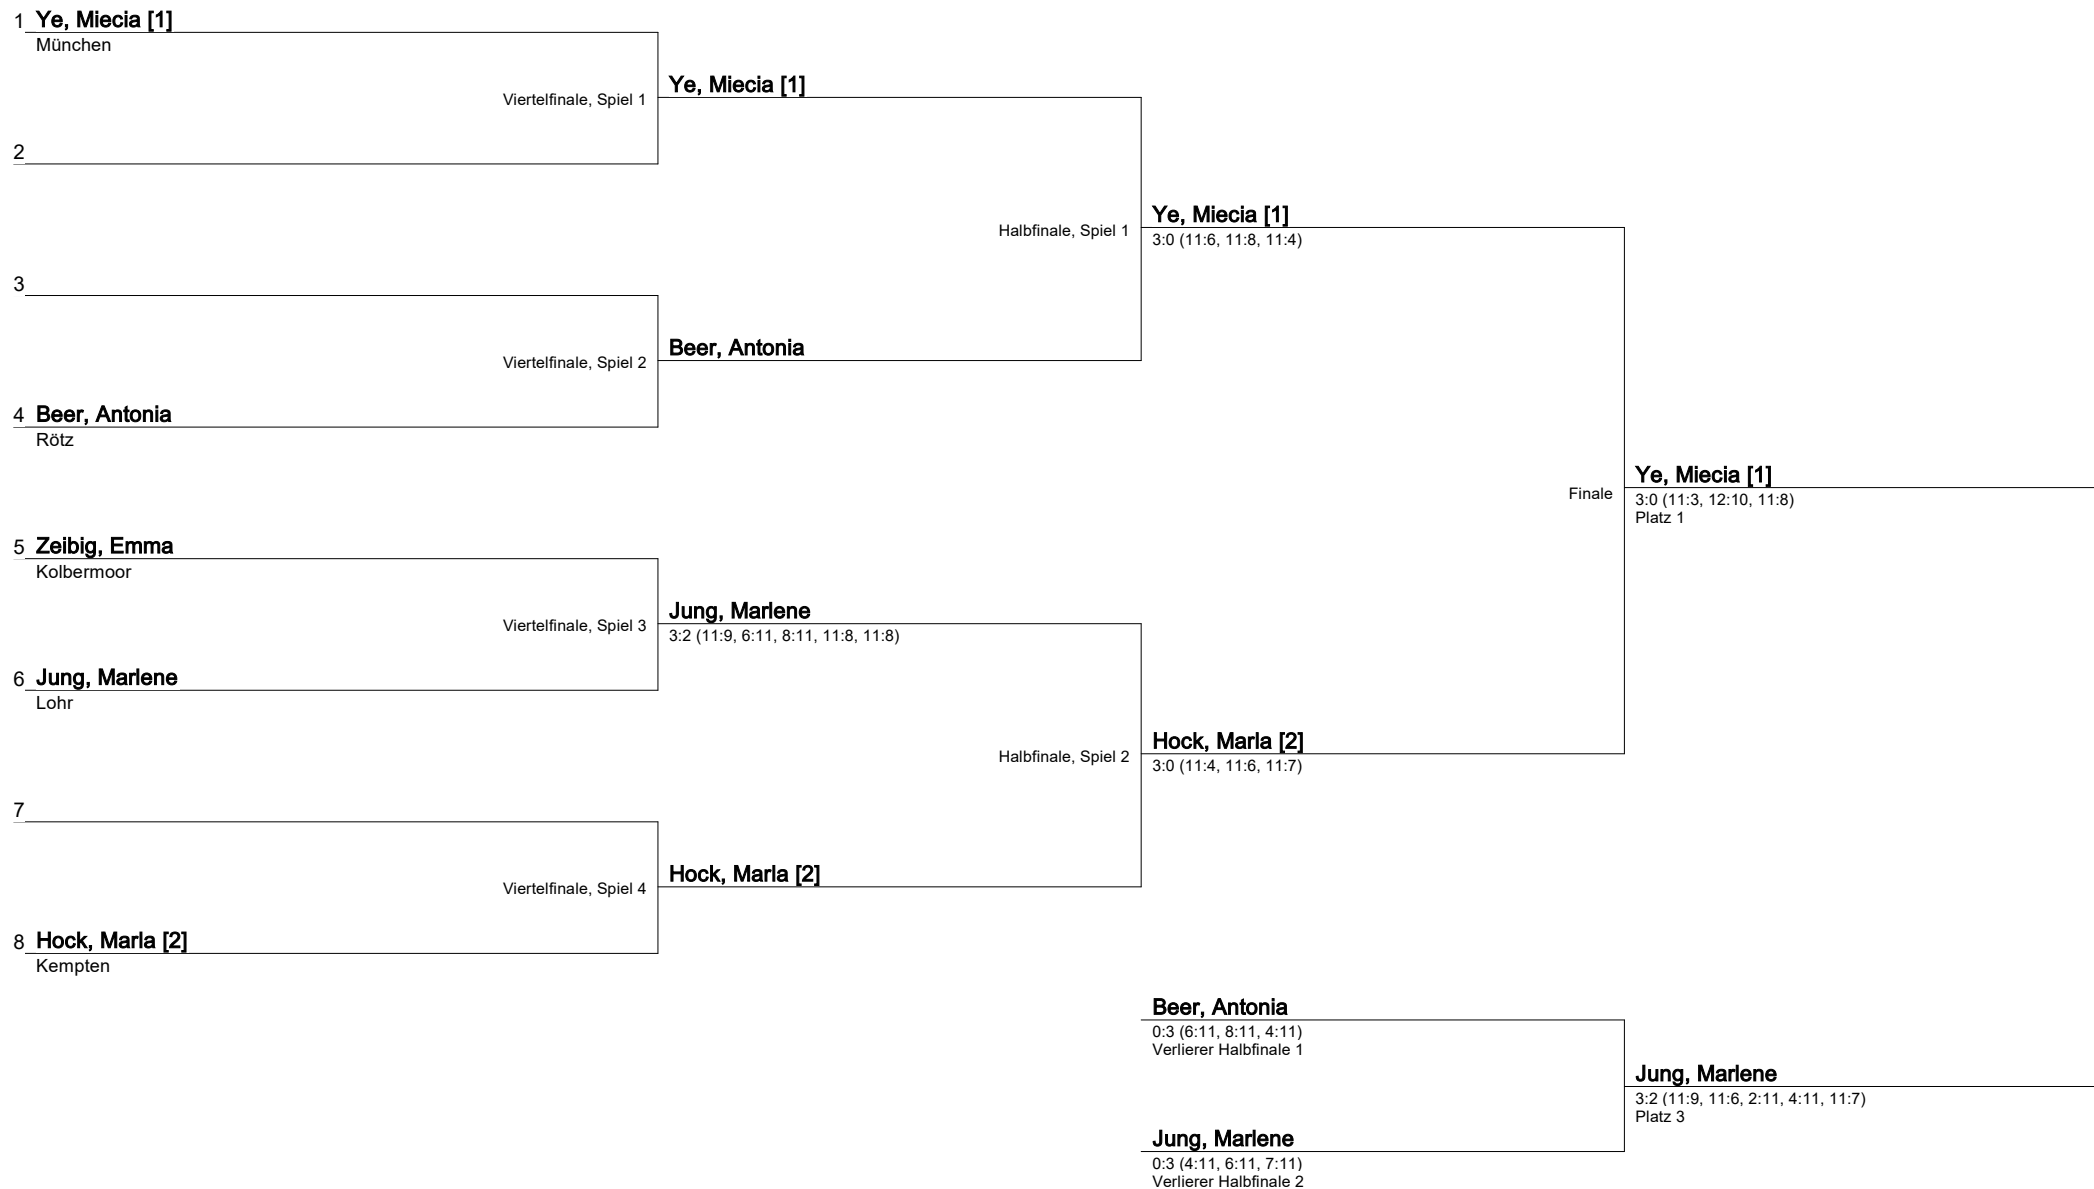 1 Ye, Miecia [1]
München
Viertelfinale, Spiel 1
Ye, Miecia [1]
2
Halbfinale, Spiel 1
Ye, Miecia [1]
3:0 (11:6, 11:8, 11:4)
3
Viertelfinale, Spiel 2
Beer, Antonia
4 Beer, Antonia
Rötz
Finale
Ye, Miecia [1]
3:0 (11:3, 12:10, 11:8)
Platz 1
5 Zeibig, Emma
Kolbermoor
Viertelfinale, Spiel 3
Jung, Marlene
3:2 (11:9, 6:11, 8:11, 11:8, 11:8)
6 Jung, Marlene
Lohr
Halbfinale, Spiel 2
Hock, Marla [2]
3:0 (11:4, 11:6, 11:7)
7
Viertelfinale, Spiel 4
Hock, Marla [2]
8 Hock, Marla [2]
Kempten
Beer, Antonia
0:3 (6:11, 8:11, 4:11)
Verlierer Halbfinale 1
Jung, Marlene
3:2 (11:9, 11:6, 2:11, 4:11, 11:7)
Platz 3
Jung, Marlene
0:3 (4:11, 6:11, 7:11)
Verlierer Halbfinale 2